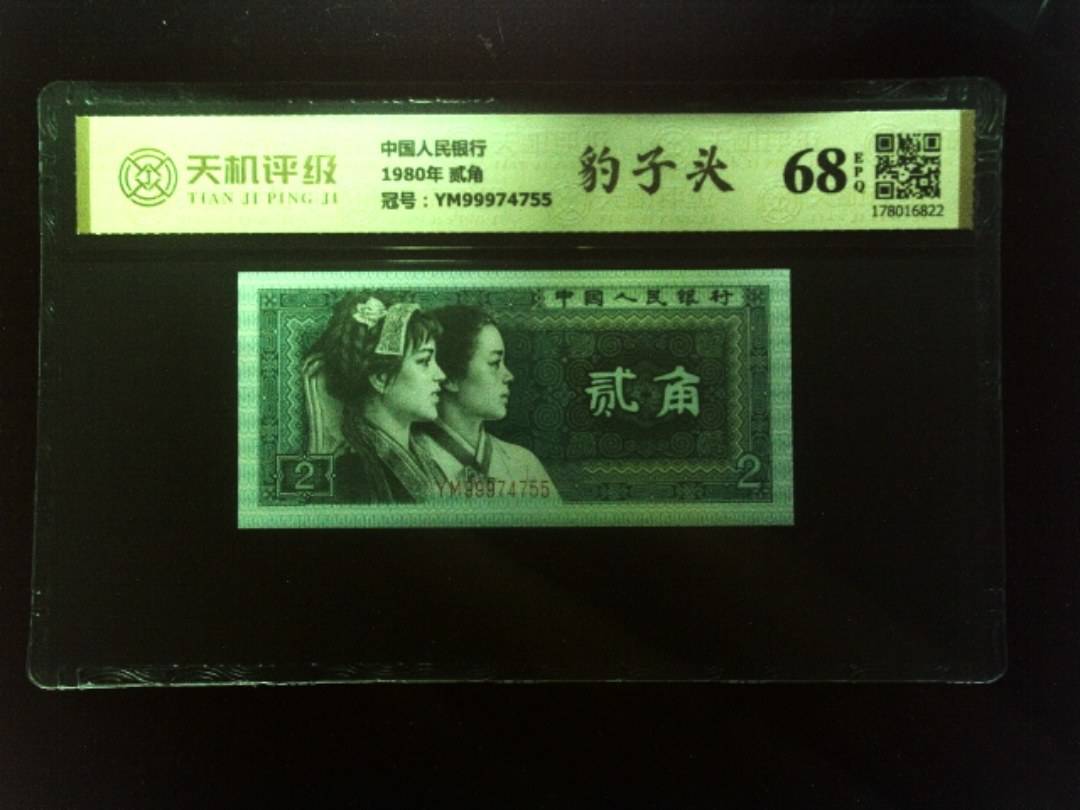 天机评级
TIAN JI PING JI
中国人民银行
1980年 贰角
冠号：YM99974755
豹子头
68
EPQ
178016822
中国人民银行
贰角
2
2
YM99974755